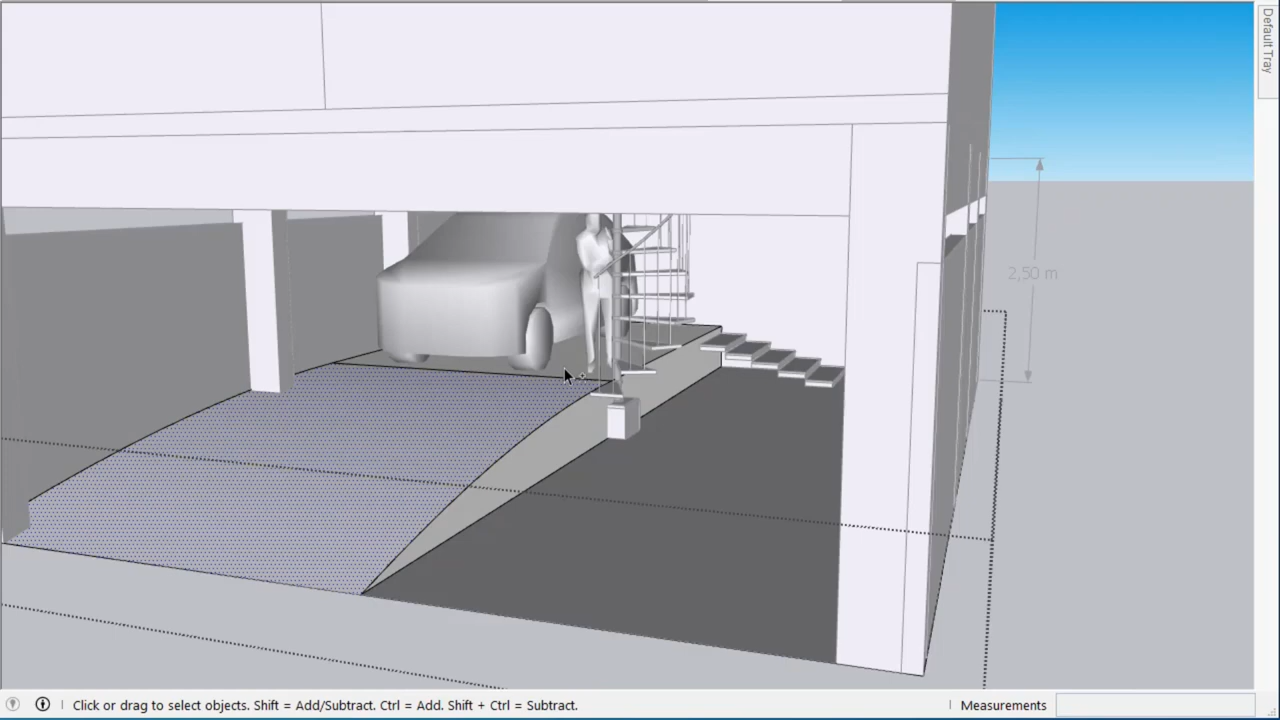 Default Tray
2,50 m
Click or drag to select objects. Shift = Add/Subtract. Ctrl = Add. Shift + Ctrl = Subtract.
Measurements